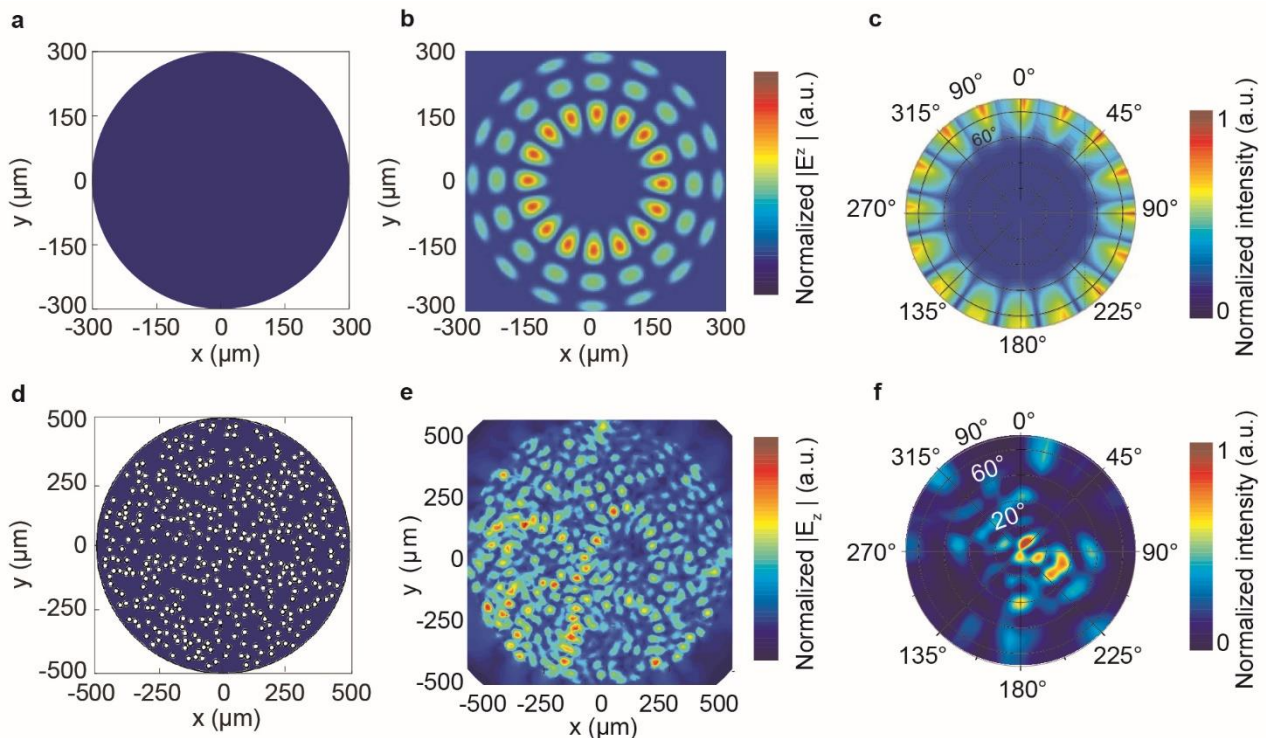 a
300
150
0
-150
-300
y (µm)
-300 -150 0 150 300
x (µm)
b
300
150
0
-150
-300
y (µm)
-300 -150 0 150 300
x (µm)
Normalized |E^z | (a.u.)
c
0°
45°
90°
225°
180°
135°
270°
315°
90°
60°
1
0
Normalized intensity (a.u.)
d
500
250
0
-250
-500
y (µm)
-500 -250 0 250 500
x (µm)
e
500
250
0
-250
-500
y (µm )
-500 -250 0 250 500
x (µm)
Normalized |E_z | (a.u.)
f
0°
45°
90°
225°
180°
135°
270°
315°
90°
60°
20°
1
0
Normalized intensity (a.u.)